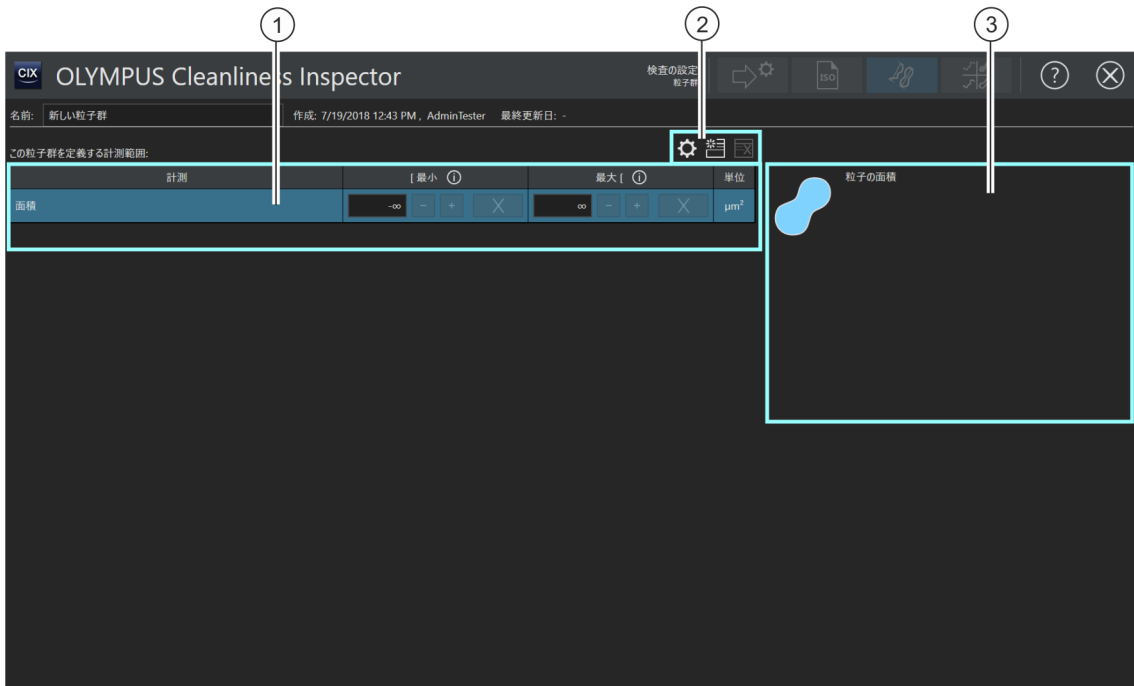 1
2
3
CIX OLYMPUS Cleanliness Inspector
検査の設定
粒子群
ISO
?
名前: 新しい粒子群 作成: 7/19/2018 12:43 PM , AdminTester 最終更新日: -
この粒子群を定義する計測範囲:
計測 [ 最小 i 最大 [ i 単位
粒子の面積
面積 -∞ - + X ∞ - + X µm²